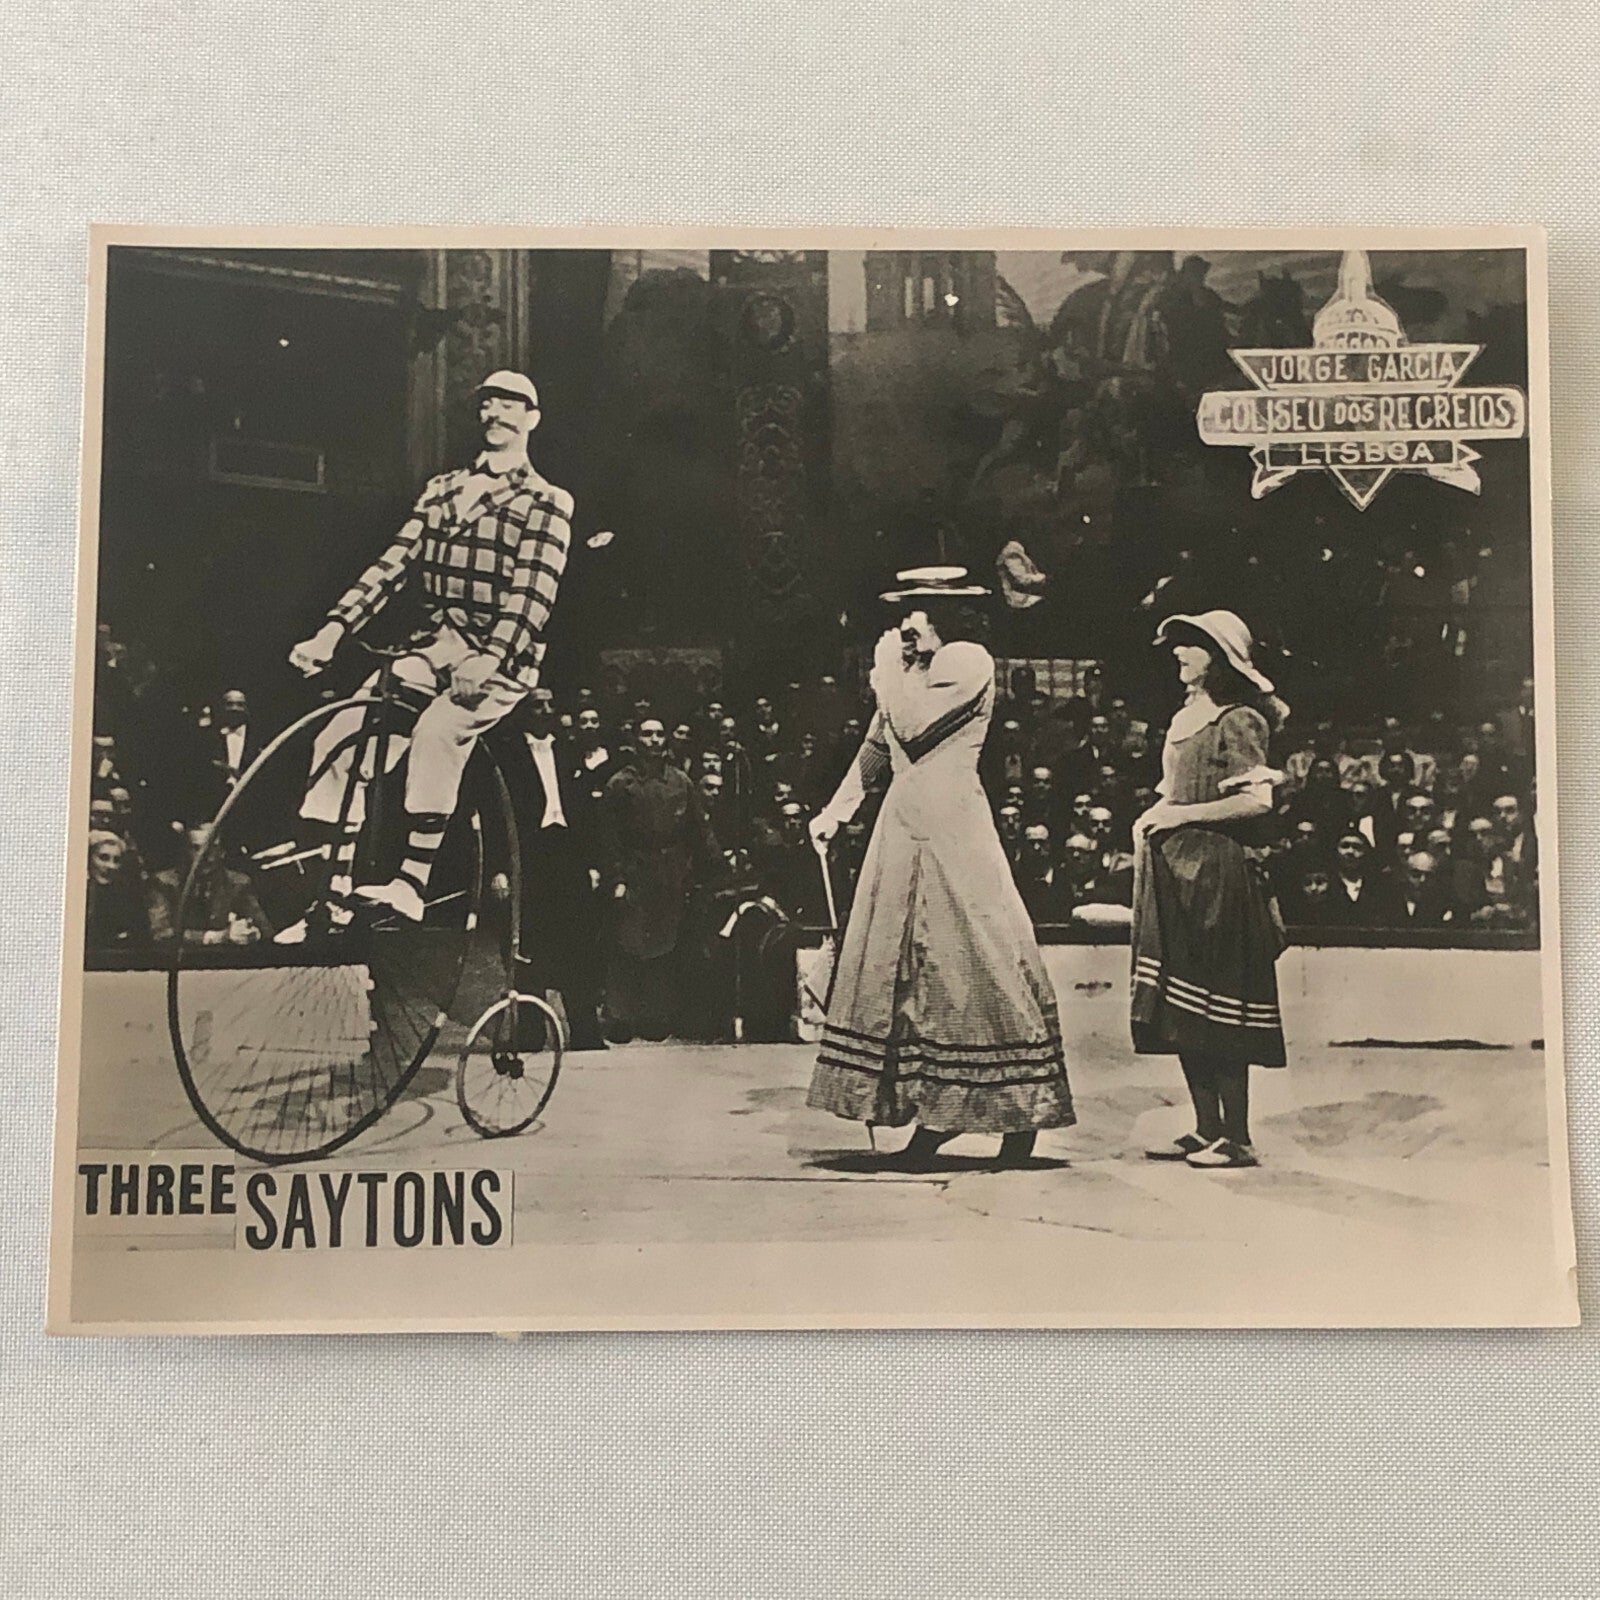 JORGE GARCIA
COLISEU DOS RECREIOS
LISBOA
THREE SAYTONS